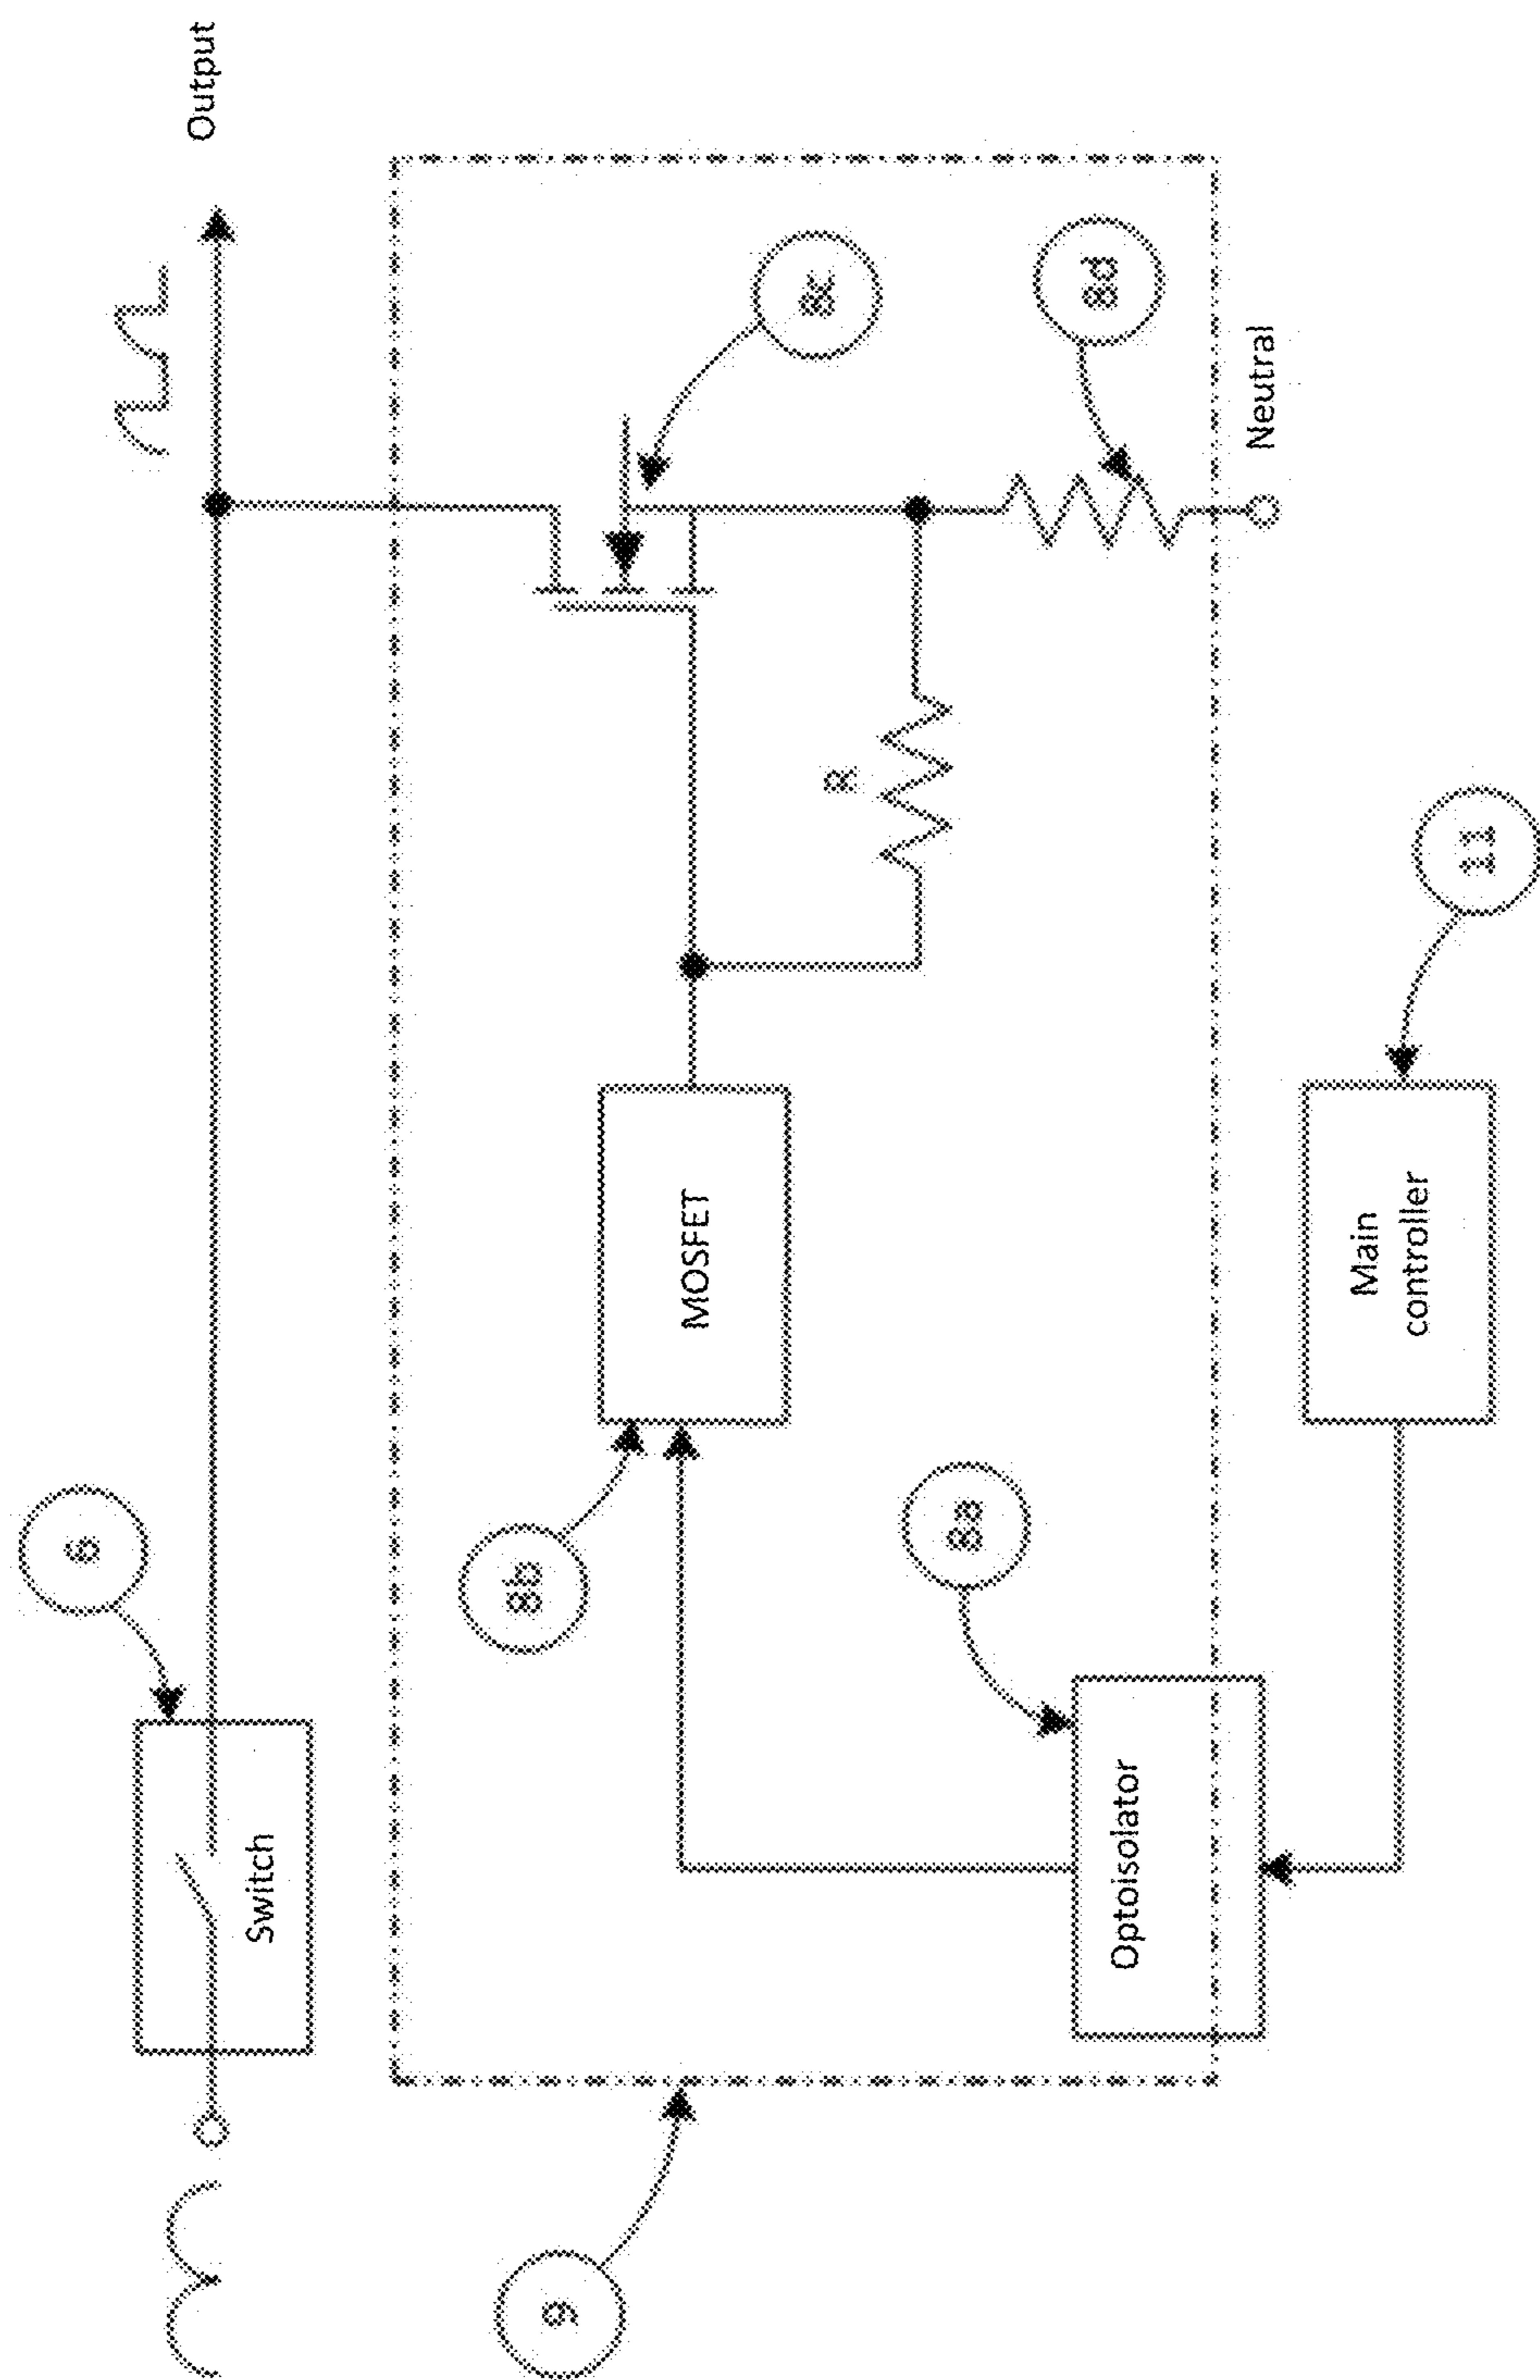 Output
6
Switch
9
8b
MOSFET
8c
R
8a
Optoisolator
8d
Neutral
Main
controller
11